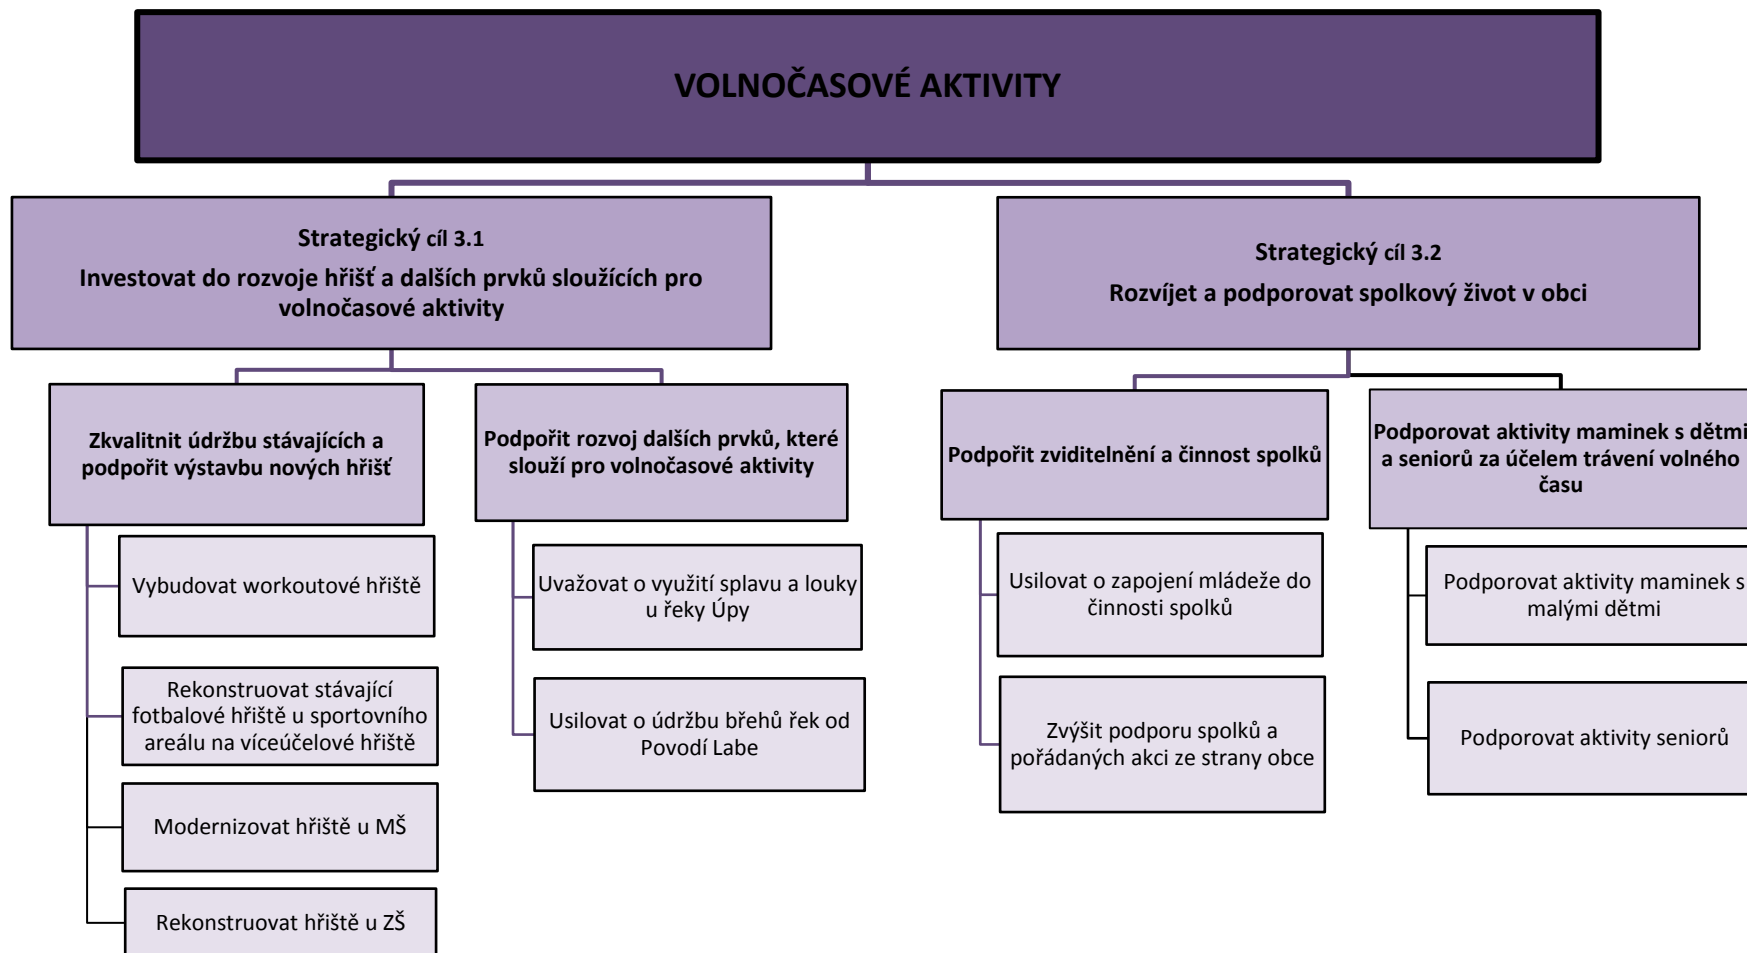 VOLNOČASOVÉ AKTIVITY
Strategický cíl 3.1
Investovat do rozvoje hřišť a dalších prvků sloužících pro
volnočasové aktivity
Strategický cíl 3.2
Rozvíjet a podporovat spolkový život v obci
Zkvalitnit údržbu stávajících a
podpořit výstavbu nových hřišť
Vybudovat workoutové hřiště
Rekonstruovat stávající
fotbalové hřiště u sportovního
areálu na víceúčelové hřiště
Modernizovat hřiště u MŠ
Rekonstruovat hřiště u ZŠ
Podpořit rozvoj dalších prvků, které
slouží pro volnočasové aktivity
Uvažovat o využití splavu a louky
u řeky Úpy
Usilovat o údržbu břehů řek od
Povodí Labe
Podpořit zviditelnění a činnost spolků
Usilovat o zapojení mládeže do
činnosti spolků
Zvýšit podporu spolků a
pořádaných akci ze strany obce
Podporovat aktivity maminek s dětmi
a seniorů za účelem trávení volného
času
Podporovat aktivity maminek s
malými dětmi
Podporovat aktivity seniorů